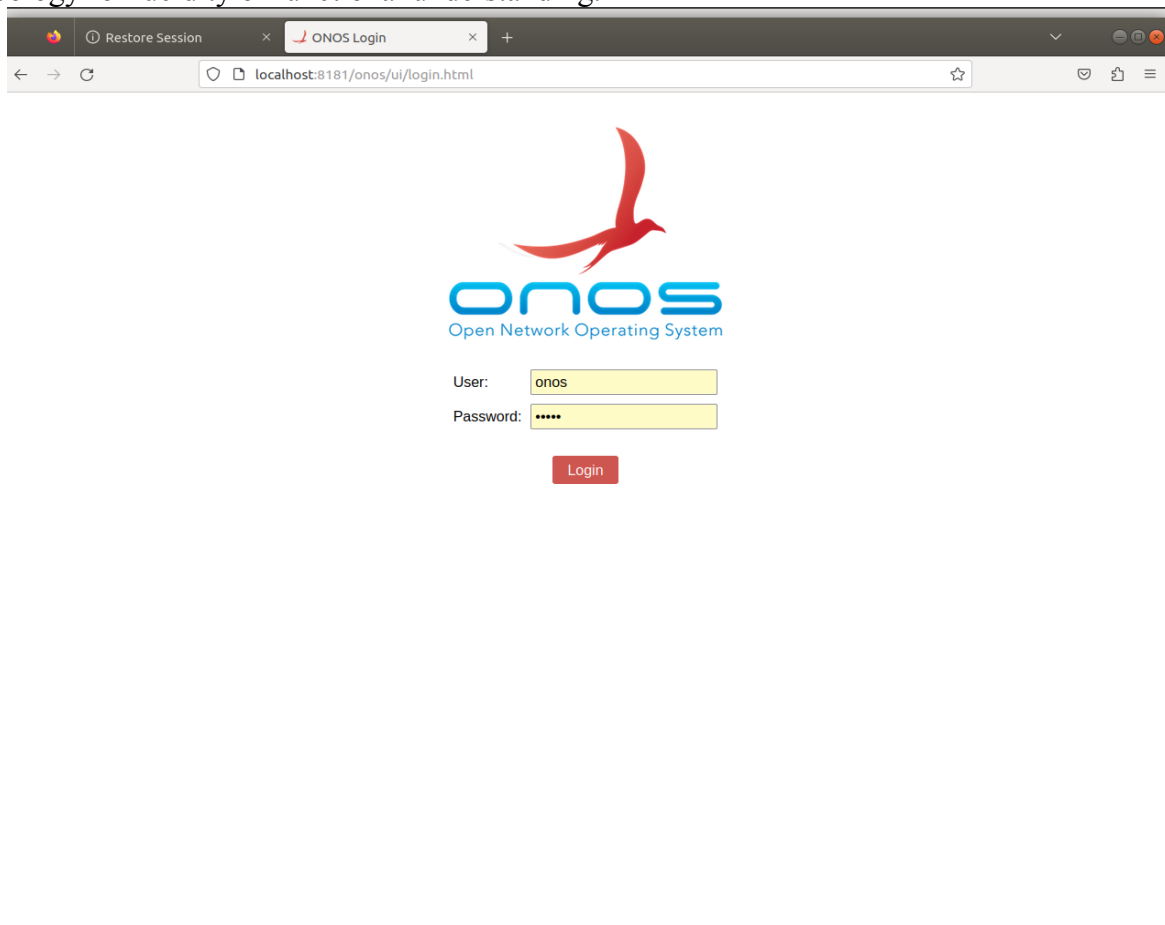 Restore Session
ONOS Login
localhost:8181/onos/ui/login.html
onos
Open Network Operating System
User: onos
Password: •••••
Login